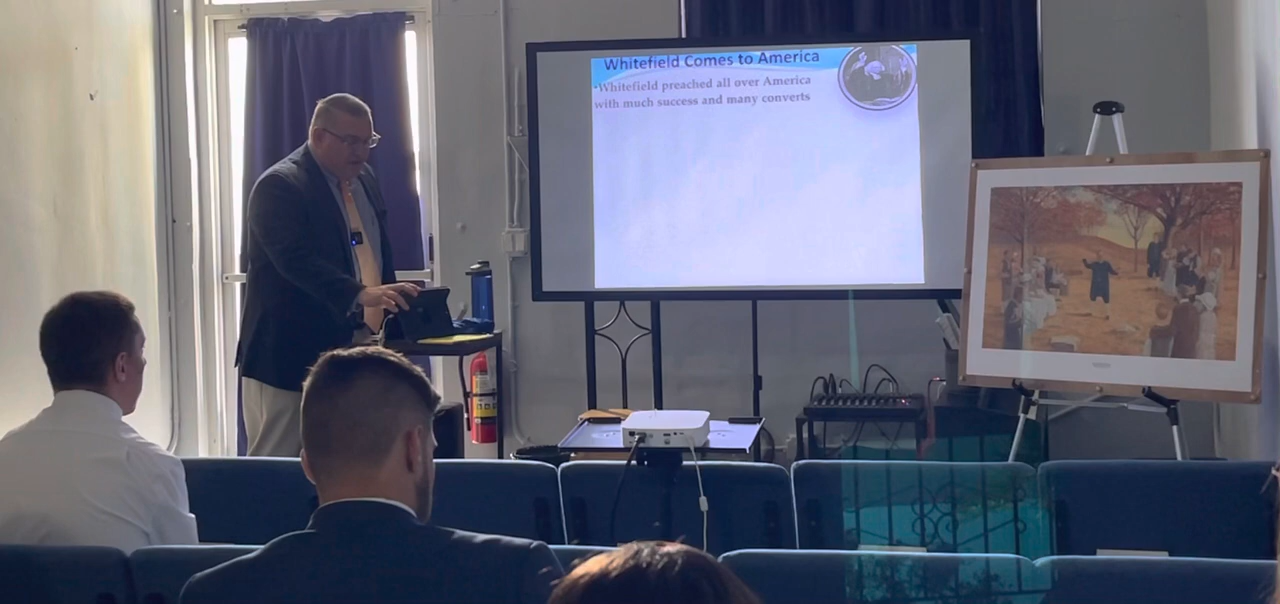 Whitefield Comes to America
•Whitefield preached all over America
with much success and many converts